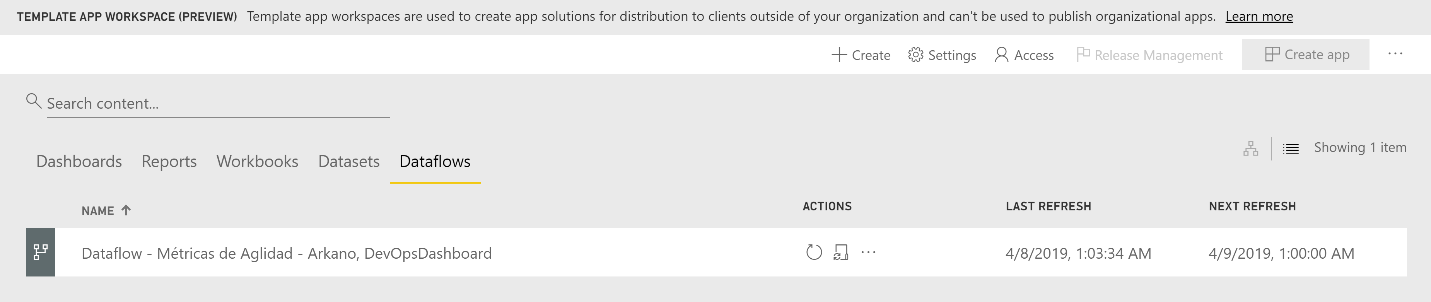 TEMPLATE APP WORKSPACE (PREVIEW) Template app workspaces are used to create app solutions for distribution to clients outside of your organization and can't be used to publish organizational apps. Learn more
Create Settings Access Release Management Create app ...
Search content...
Dashboards Reports Workbooks Datasets Dataflows
Showing 1 item
NAME ACTIONS LAST REFRESH NEXT REFRESH
Dataflow - Métricas de Aglidad - Arkano, DevOpsDashboard ... 4/8/2019, 1:03:34 AM 4/9/2019, 1:00:00 AM